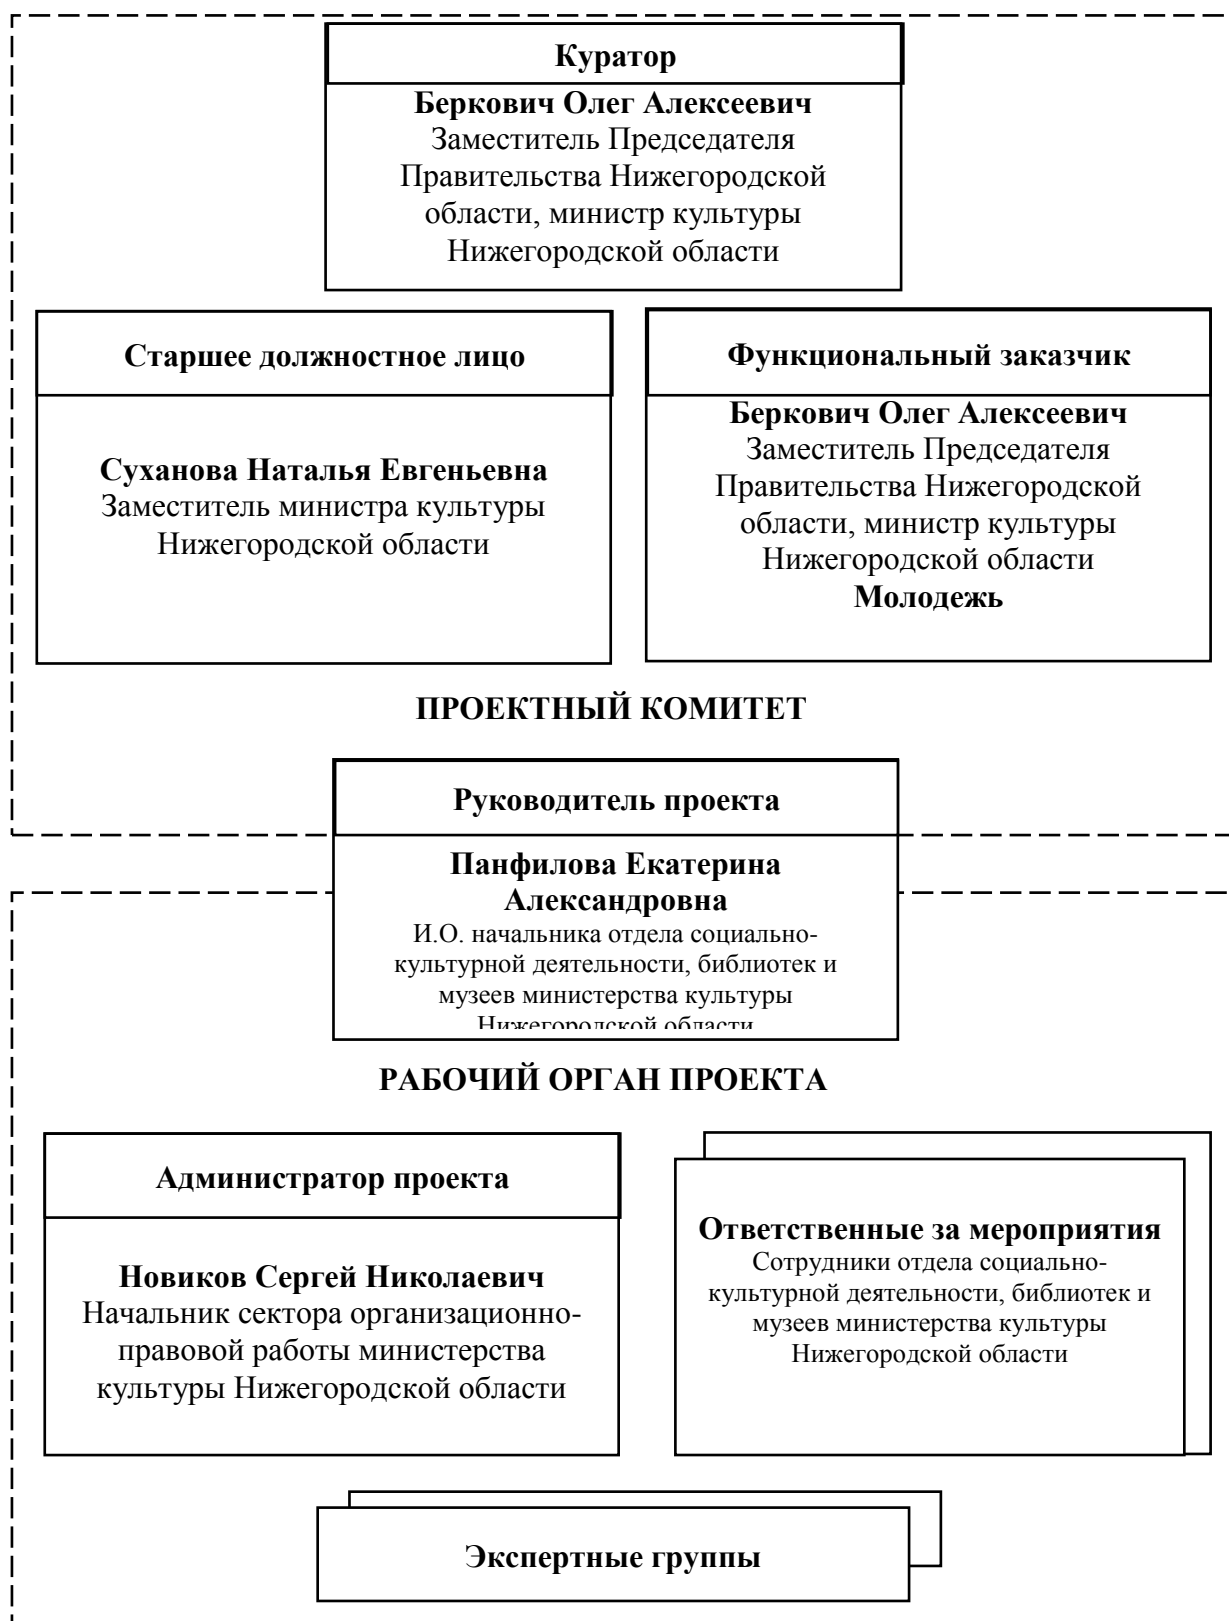 Куратор
Беркович Олег Алексеевич
Заместитель Председателя
Правительства Нижегородской
области, министр культуры
Нижегородской области
Старшее должностное лицо
Суханова Наталья Евгеньевна
Заместитель министра культуры
Нижегородской области
Функциональный заказчик
Беркович Олег Алексеевич
Заместитель Председателя
Правительства Нижегородской
области, министр культуры
Нижегородской области
Молодежь
ПРОЕКТНЫЙ КОМИТЕТ
Руководитель проекта
Панфилова Екатерина
Александровна
И.О. начальника отдела социально-
культурной деятельности, библиотек и
музеев министерства культуры
Нижегородской области
РАБОЧИЙ ОРГАН ПРОЕКТА
Администратор проекта
Новиков Сергей Николаевич
Начальник сектора организационно-
правовой работы министерства
культуры Нижегородской области
Ответственные за мероприятия
Сотрудники отдела социально-
культурной деятельности, библиотек и
музеев министерства культуры
Нижегородской области
Экспертные группы